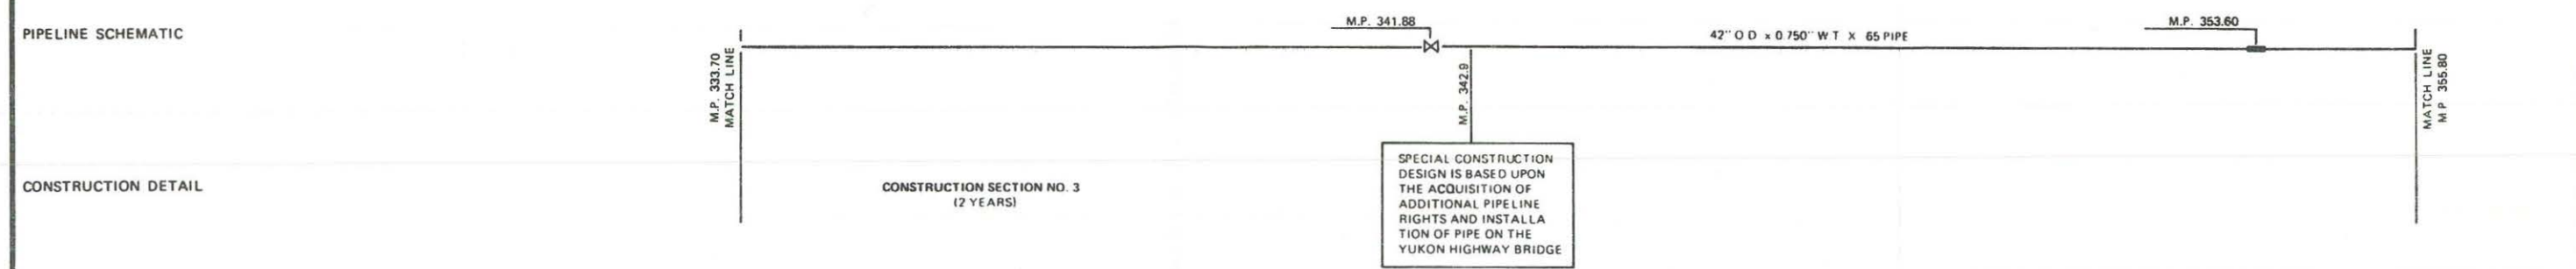 PIPELINE SCHEMATIC
M.P. 341.88
42" O D x 0.750" W T X 65 PIPE
M.P. 353.60
M.P. 333.70
MATCH LINE
M.P. 342.9
MATCH LINE
M P 355.80
CONSTRUCTION DETAIL
CONSTRUCTION SECTION NO. 3
(2 YEARS)
SPECIAL CONSTRUCTION
DESIGN IS BASED UPON
THE ACQUISITION OF
ADDITIONAL PIPELINE
RIGHTS AND INSTALLA
TION OF PIPE ON THE
YUKON HIGHWAY BRIDGE